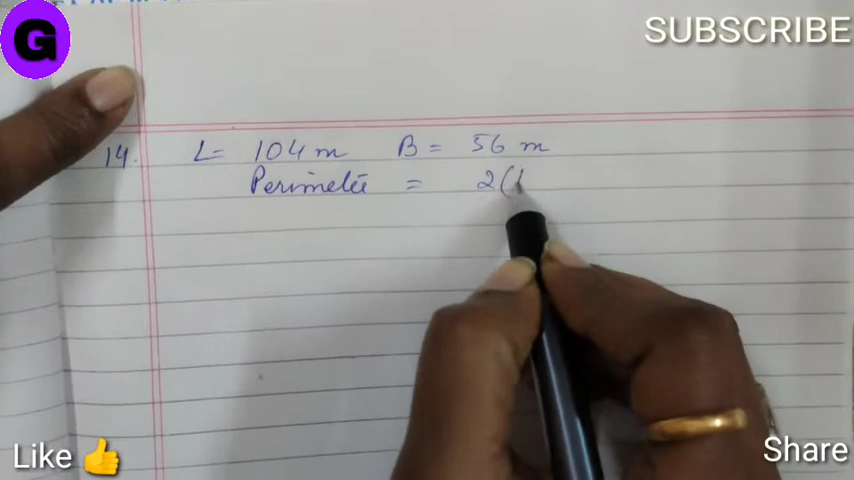 G
SUBSCRIBE
14. L= 104 m B = 56 m
Perimeter = 2(l
Like 👍
Share